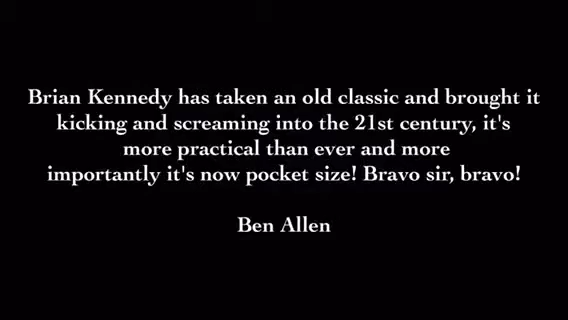 Brian Kennedy has taken an old classic and brought it
kicking and screaming into the 21st century, it's
more practical than ever and more
importantly it's now pocket size! Bravo sir, bravo!
Ben Allen